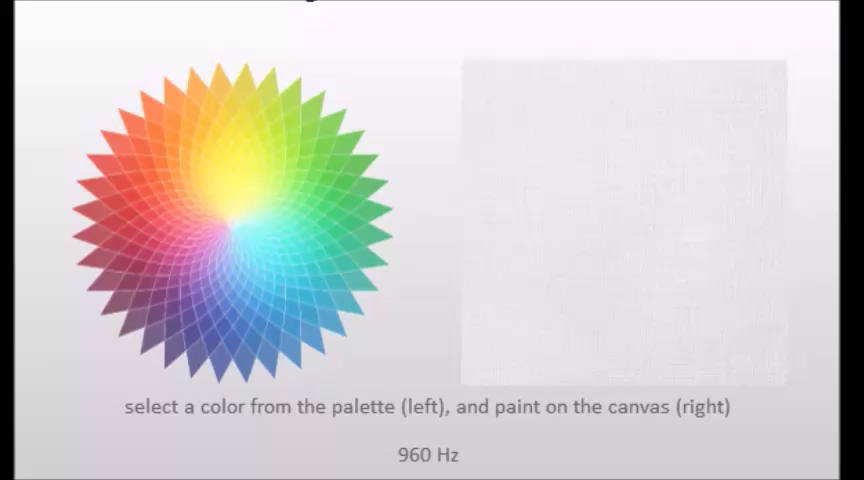 select a color from the palette (left), and paint on the canvas (right)
960 Hz